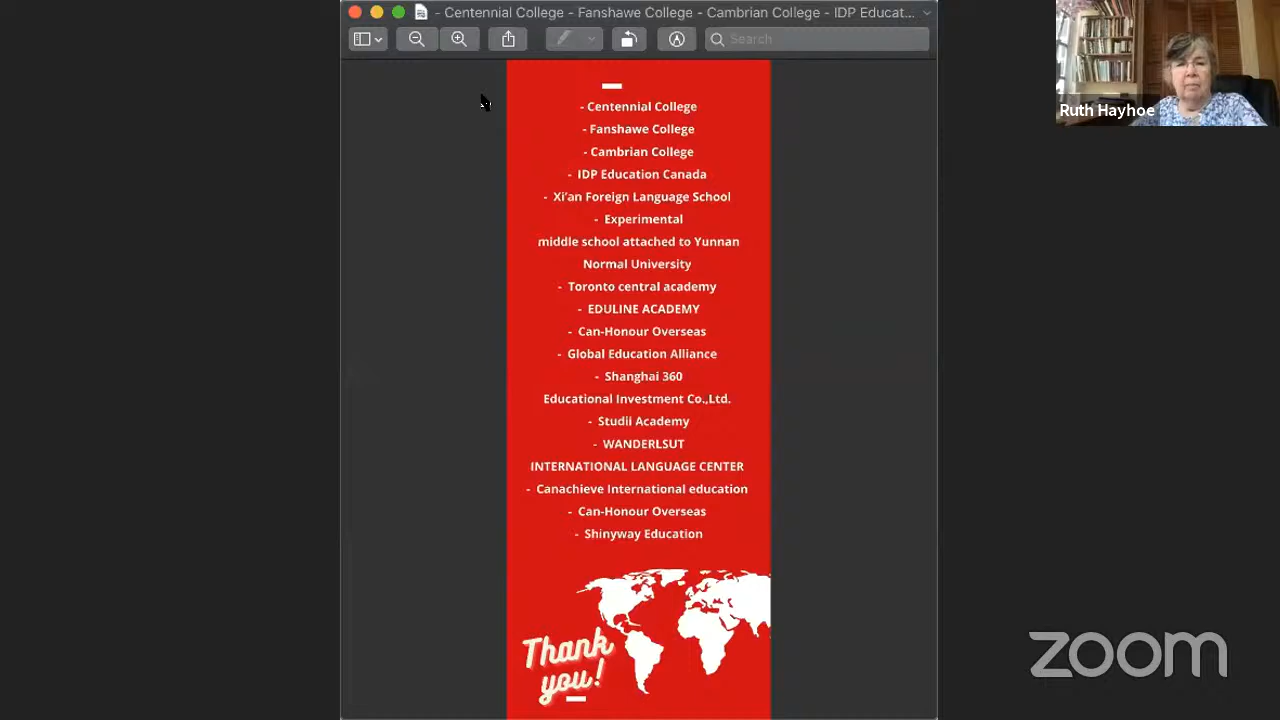 - Centennial College - Fanshawe College - Cambrian College - IDP Educat...
Search
- Centennial College
- Fanshawe College
- Cambrian College
- IDP Education Canada
- Xi'an Foreign Language School
- Experimental
middle school attached to Yunnan
Normal University
- Toronto central academy
- EDULINE ACADEMY
- Can-Honour Overseas
- Global Education Alliance
- Shanghai 360
Educational Investment Co.,Ltd.
- Studii Academy
- WANDERLSUT
INTERNATIONAL LANGUAGE CENTER
- Canachieve International education
- Can-Honour Overseas
- Shinyway Education
Thank
you!
Ruth Hayhoe
zoom